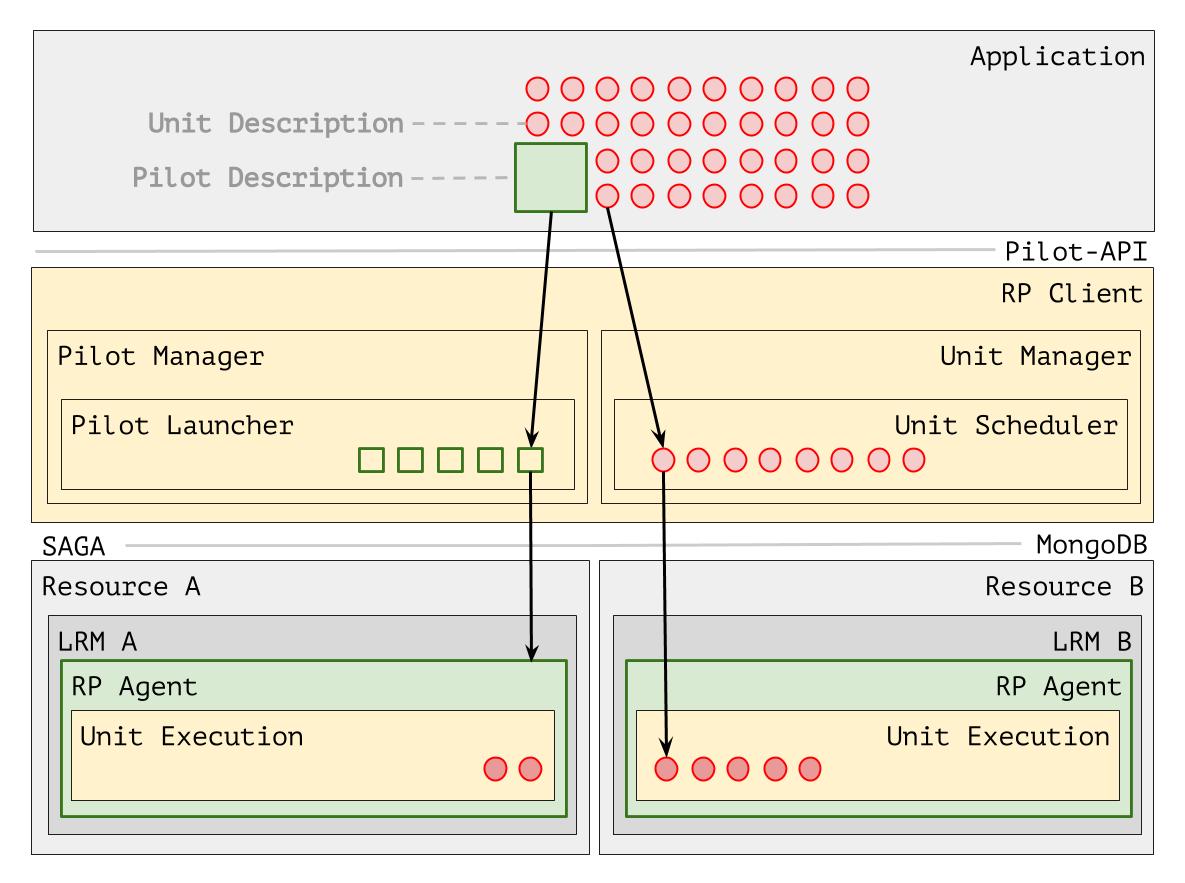 Application
Unit Description
Pilot Description
Pilot-API
RP Client
Pilot Manager
Unit Manager
Pilot Launcher
Unit Scheduler
SAGA
MongoDB
Resource A
Resource B
LRM A
LRM B
RP Agent
RP Agent
Unit Execution
Unit Execution